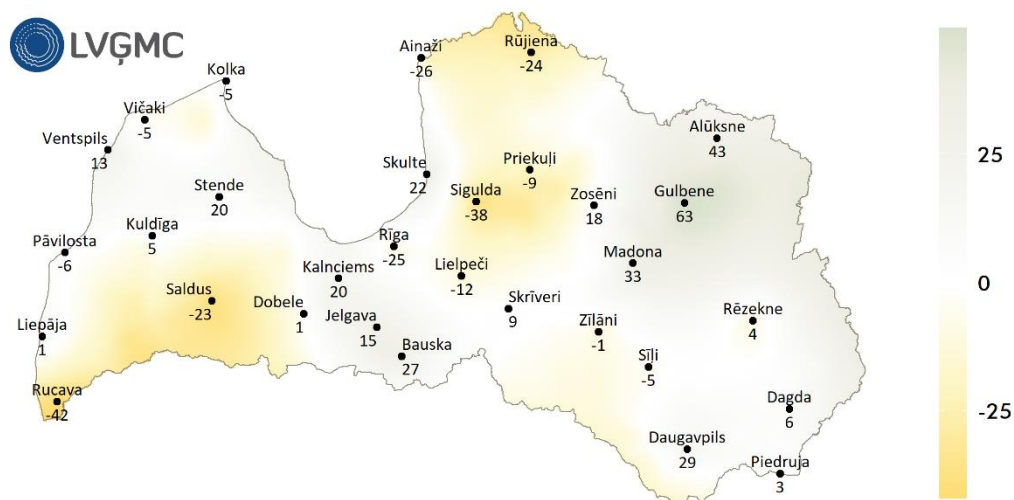 LVĢMC
Ainaži
-26
Rūjiena
-24
Kolka
-5
Vičaki
-5
Ventspils
13
Alūksne
43
25
Skulte
22
Priekuļi
-9
Stende
20
Sigulda
-38
Zosēni
18
Gulbene
63
Kuldīga
5
Pāvilosta
-6
Rīga
-25
Madona
33
Lielpeči
-12
Kalnciems
20
0
Saldus
-23
Dobele
1
Jelgava
15
Skrīveri
9
Zīlāni
-1
Rēzekne
4
Liepāja
1
Bauska
27
Sīļi
-5
Rucava
-42
Dagda
6
-25
Daugavpils
29
Piedruja
3